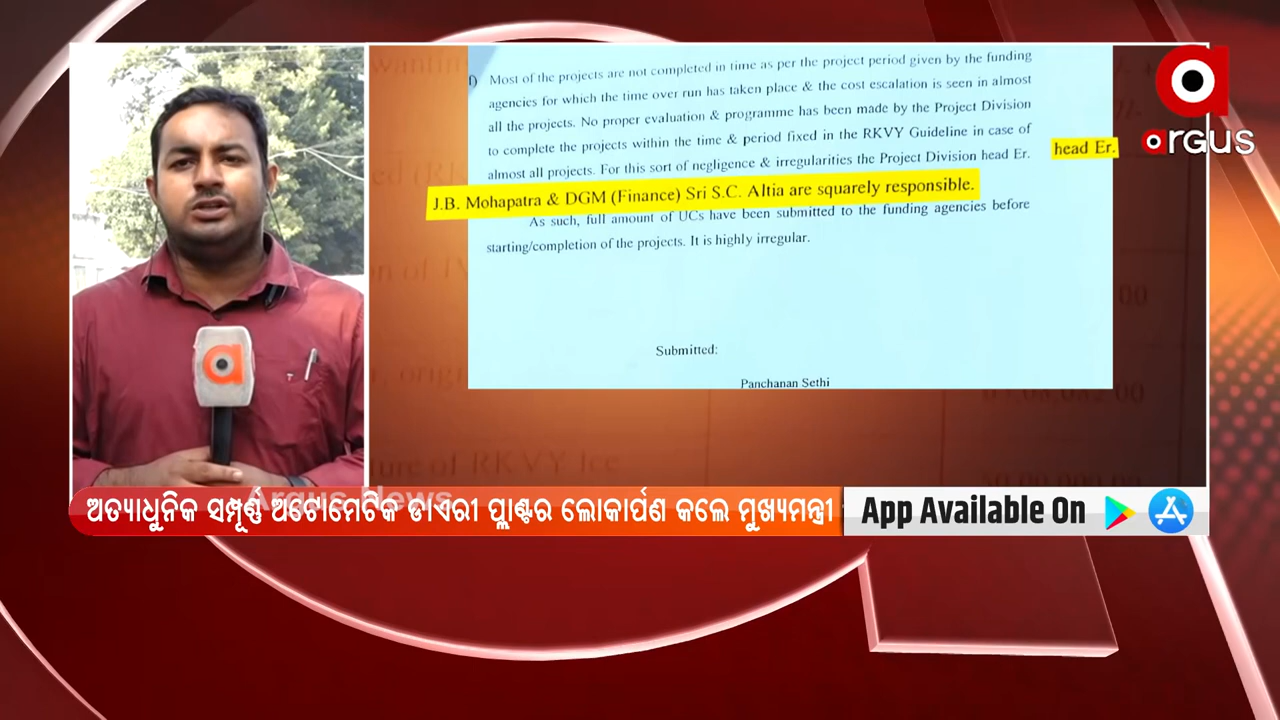 f) Most of the projects are not completed in time as per the project period given by the funding
agencies for which the time over run has taken place & the cost escalation is seen in almost
all the projects. No proper evaluation & programme has been made by the Project Division
to complete the projects within the time & period fixed in the RKVY Guideline in case of
almost all projects. For this sort of negligence & irregularities the Project Division head Er.
head Er.
J.B. Mohapatra & DGM (Finance) Sri S.C. Altia are squarely responsible.
As such, full amount of UCs have been submitted to the funding agencies before
starting/completion of the projects. It is highly irregular.
Submitted:
Panchanan Sethi
argus
of RKVY Ice
Argus News
ଅତ୍ୟାଧୁନିକ ସମ୍ପୂର୍ଣ୍ଣ ଅଟୋମେଟିକ ଡାଏରୀ ପ୍ଲାଣ୍ଟର ଲୋକାର୍ପଣ କଲେ ମୁଖ୍ୟମନ୍ତ୍ରୀ
App Available On